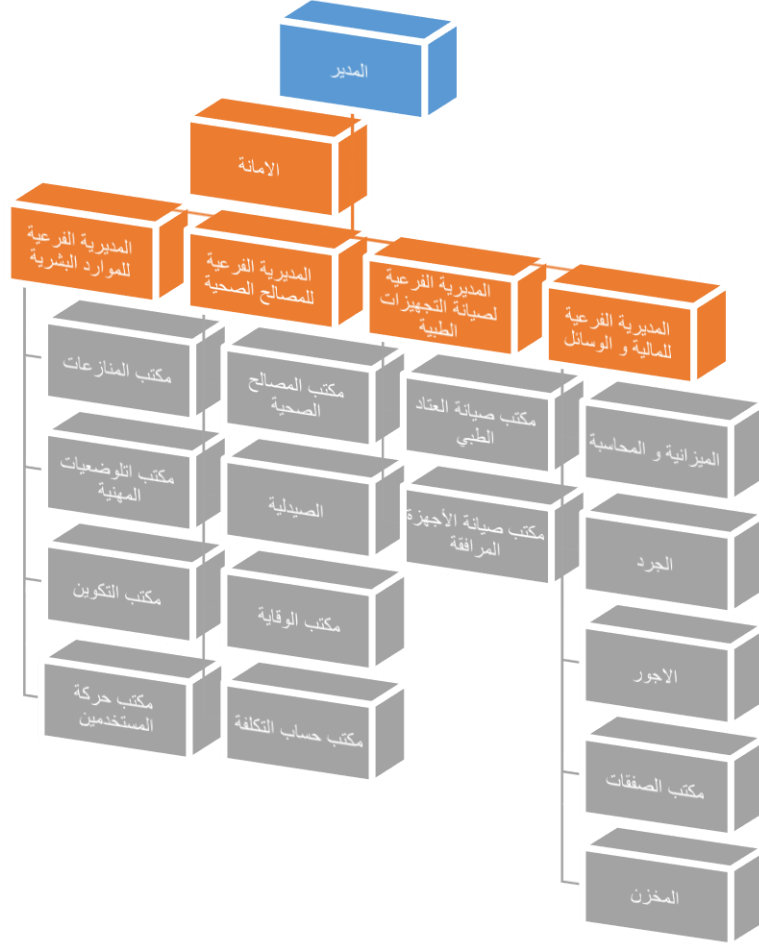 المدير
الامانة
المديرية الفرعية
للموارد البشرية
المديرية الفرعية
للمصالح الصحية
المديرية الفرعية
لصيانة التجهيزات
الطبية
المديرية الفرعية
للمالية و الوسائل
مكتب المنازعات
مكتب اتلوضعيات
المهنية
مكتب التكوين
مكتب حركة
المستخدمين
مكتب المصالح
الصحية
الصيدلية
مكتب الوقاية
مكتب حساب التكلفة
مكتب صيانة العتاد
الطبي
مكتب صيانة الأجهزة
المرافقة
الميزانية و المحاسبة
الجرد
الاجور
مكتب الصفقات
المخزن